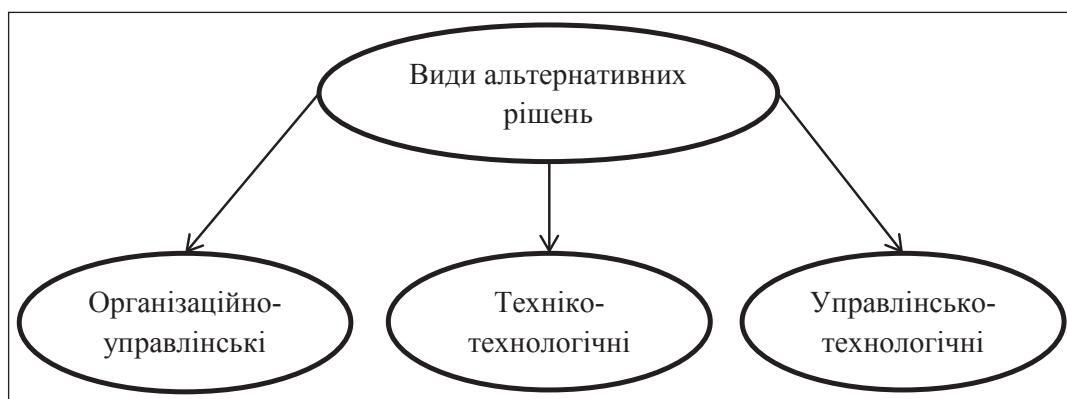 Види альтернативних
рішень
Організаційно-
управлінські
Техніко-
технологічні
Управлінсько-
технологічні